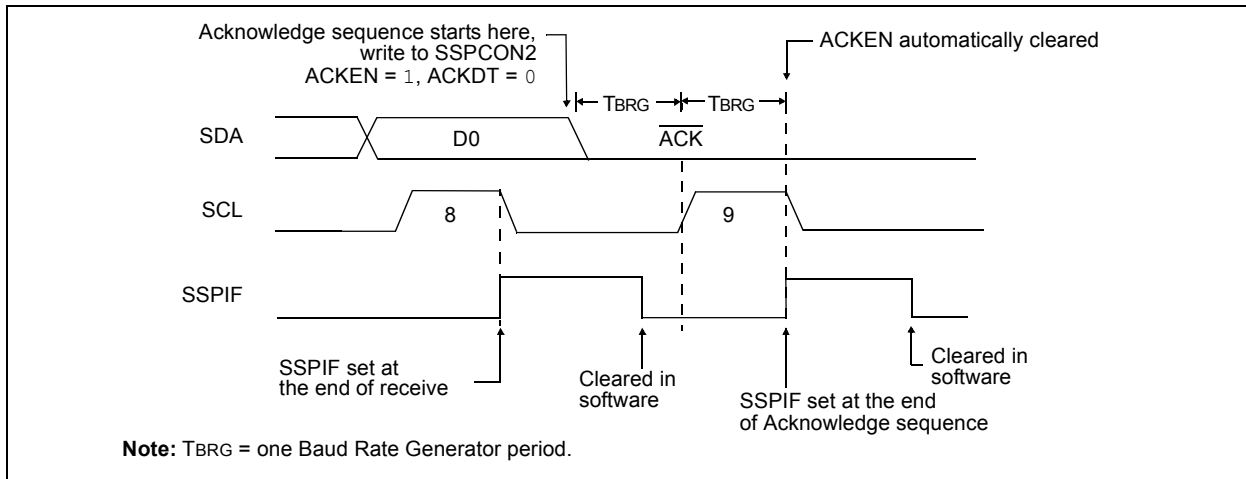 Acknowledge sequence starts here,
write to SSPCON2
ACKEN = 1, ACKDT = 0
ACKEN automatically cleared
TBRG
TBRG
SDA
D0
ACK
SCL
8
9
SSPIF
SSPIF set at
the end of receive
Cleared in
software
SSPIF set at the end
of Acknowledge sequence
Cleared in
software
Note: TBRG = one Baud Rate Generator period.